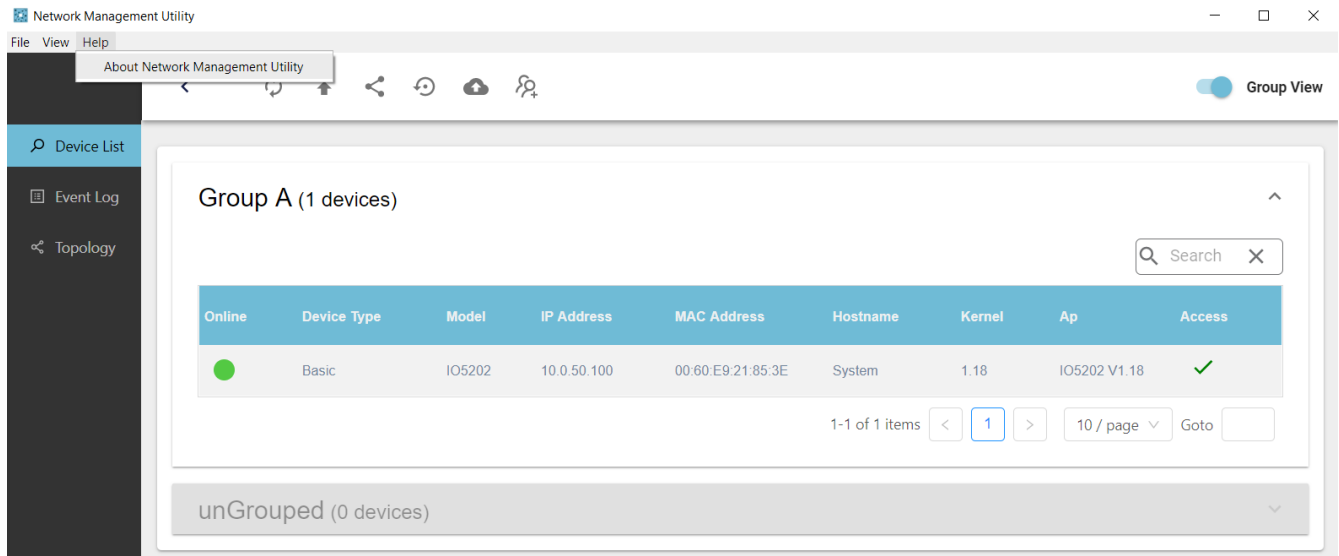 Network Management Utility
File View Help
About Network Management Utility
Group View
Device List
Event Log
Topology
Group A (1 devices)
Search
Online Device Type Model IP Address MAC Address Hostname Kernel Ap Access
Basic IO5202 10.0.50.100 00:60:E9:21:85:3E System 1.18 IO5202 V1.18
1-1 of 1 items < 1 > 10 / page Goto
unGrouped (0 devices)